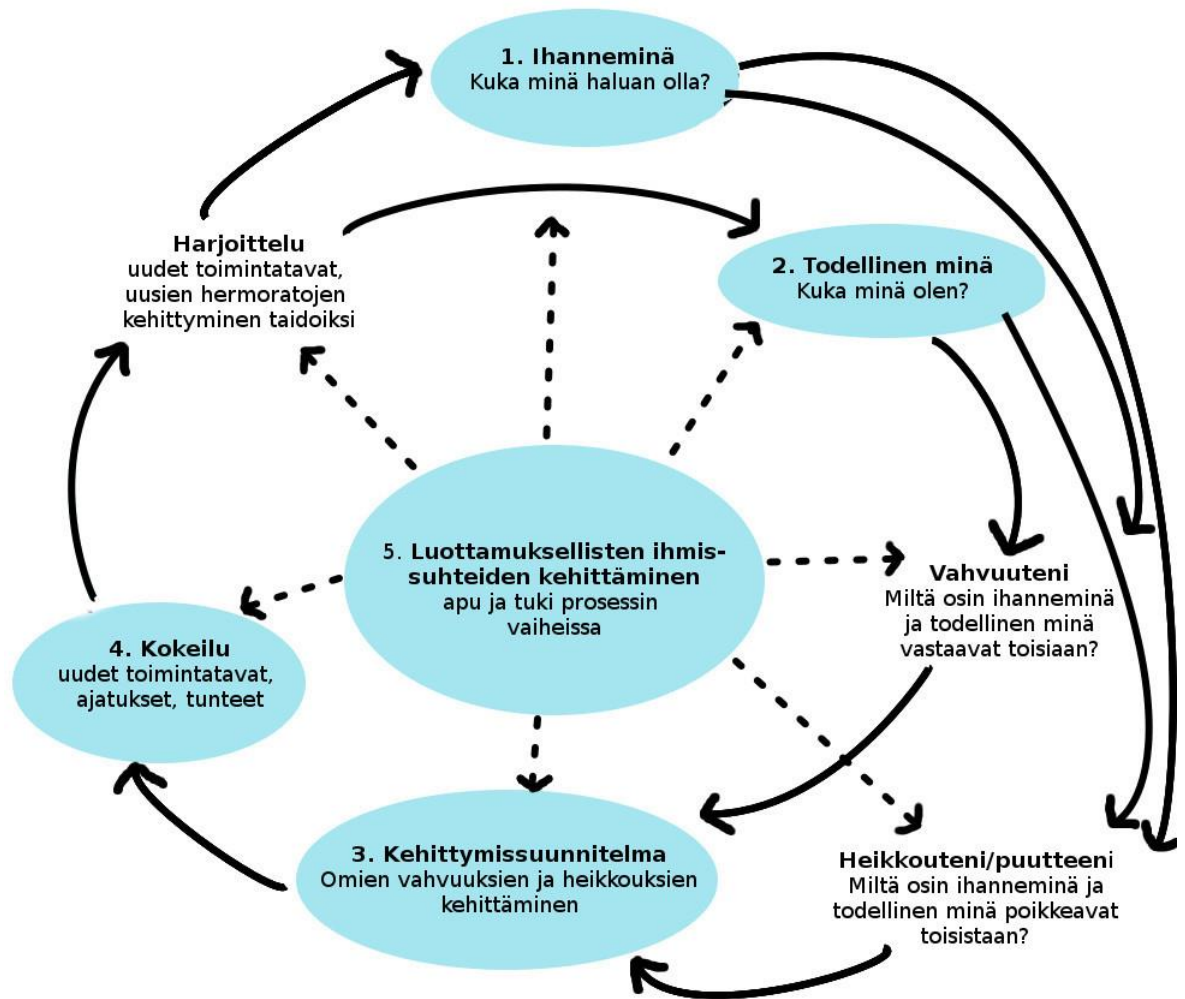 1. Ihanneminä
Kuka minä haluan olla?
2. Todellinen minä
Kuka minä olen?
Harjoittelu
uudet toimintatavat,
uusien hermoratojen
kehittyminen taidoiksi
5. Luottamuksellisten ihmis-
suhteiden kehittäminen
apu ja tuki prosessin
vaiheissa
Vahvuuteni
Miltä osin ihanneminä
ja todellinen minä
vastaavat toisiaan?
4. Kokeilu
uudet toimintatavat,
ajatukset, tunteet
3. Kehittymissuunnitelma
Omien vahvuuksien ja heikkouksien
kehittäminen
Heikkouteni/puutteeni
Miltä osin ihanneminä ja
todellinen minä poikkeavat
toisistaan?